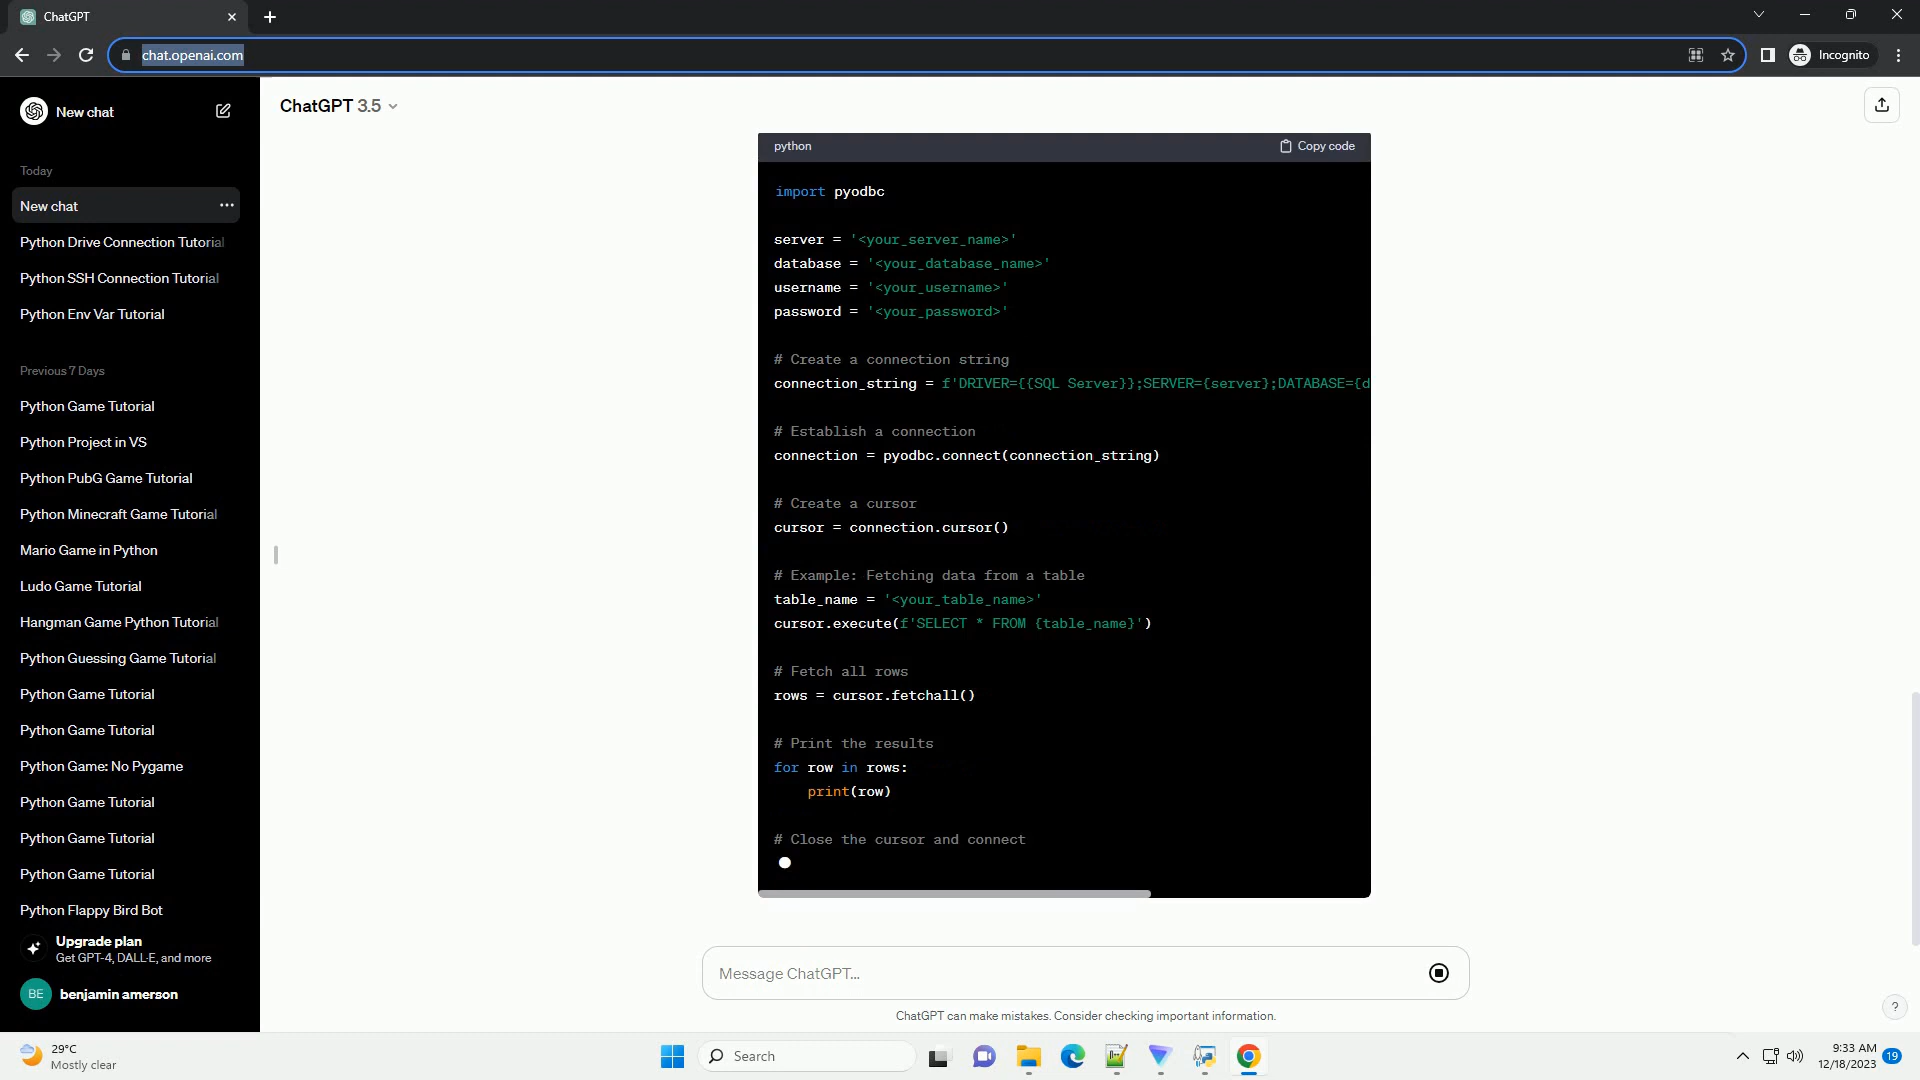 ChatGPT
chat.openai.com
Incognito
New chat
Today
New chat
Python Drive Connection Tutorial
Python SSH Connection Tutorial
Python Env Var Tutorial
Previous 7 Days
Python Game Tutorial
Python Project in VS
Python PubG Game Tutorial
Python Minecraft Game Tutorial
Mario Game in Python
Ludo Game Tutorial
Hangman Game Python Tutorial
Python Guessing Game Tutorial
Python Game Tutorial
Python Game Tutorial
Python Game: No Pygame
Python Game Tutorial
Python Game Tutorial
Python Game Tutorial
Python Flappy Bird Bot
Upgrade plan
Get GPT-4, DALL·E, and more
BE benjamin amerson
ChatGPT 3.5
python Copy code
import pyodbc
server = '<your_server_name>'
database = '<your_database_name>'
username = '<your_username>'
password = '<your_password>'
# Create a connection string
connection_string = f'DRIVER={{SQL Server}};SERVER={server};DATABASE={d
# Establish a connection
connection = pyodbc.connect(connection_string)
# Create a cursor
cursor = connection.cursor()
# Example: Fetching data from a table
table_name = '<your_table_name>'
cursor.execute(f'SELECT * FROM {table_name}')
# Fetch all rows
rows = cursor.fetchall()
# Print the results
for row in rows:
    print(row)
# Close the cursor and connect
Message ChatGPT...
ChatGPT can make mistakes. Consider checking important information.
?
29°C
Mostly clear
Search
9:33 AM
12/18/2023
19